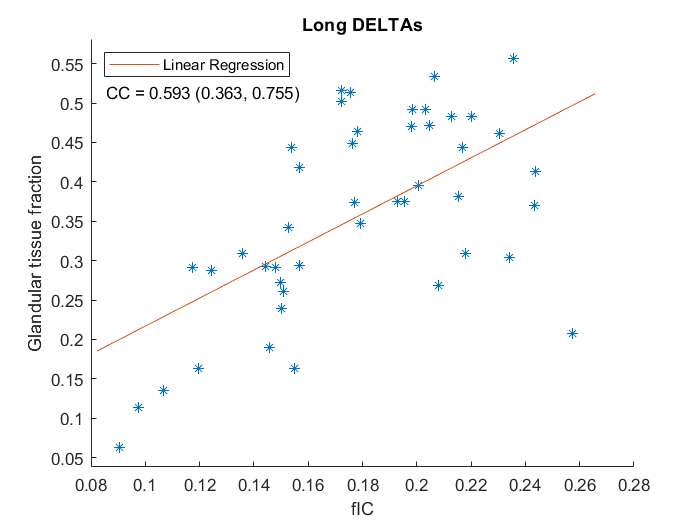 Long DELTAs
Linear Regression
CC = 0.593 (0.363, 0.755)
Glandular tissue fraction
0.55
0.5
0.45
0.4
0.35
0.3
0.25
0.2
0.15
0.1
0.05
0.08 0.1 0.12 0.14 0.16 0.18 0.2 0.22 0.24 0.26 0.28
fIC